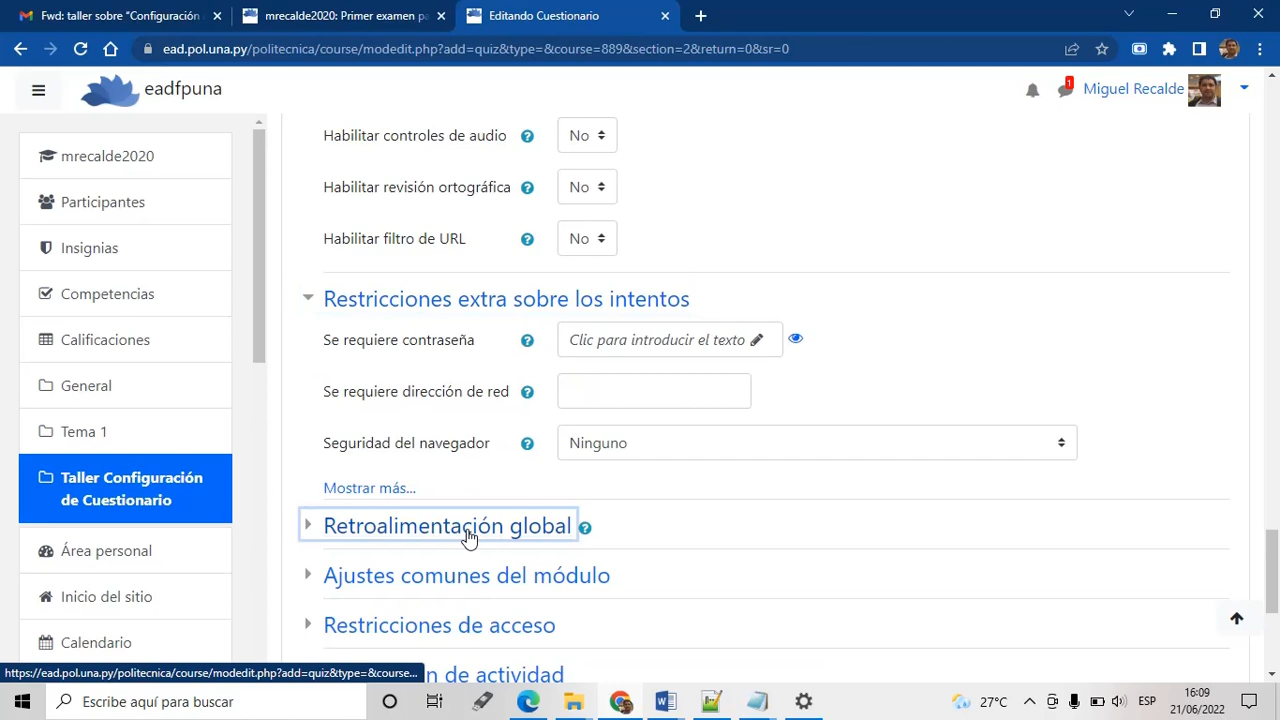 Fwd: taller sobre "Configuración
mrecalde2020: Primer examen pa
Editando Cuestionario
ead.pol.una.py/politecnica/course/modedit.php?add=quiz&type=&course=889&section=2&return=0&sr=0
eadfpuna
1
Miguel Recalde
mrecalde2020
Participantes
Insignias
Competencias
Calificaciones
General
Tema 1
Taller Configuración
de Cuestionario
Área personal
Inicio del sitio
Calendario
Habilitar controles de audio ? No
Habilitar revisión ortográfica ? No
Habilitar filtro de URL ? No
Restricciones extra sobre los intentos
Se requiere contraseña ? Clic para introducir el texto
Se requiere dirección de red ?
Seguridad del navegador ? Ninguno
Mostrar más...
Retroalimentación global ?
Ajustes comunes del módulo
Restricciones de acceso
n de actividad
https://ead.pol.una.py/politecnica/course/modedit.php?add=quiz&type=&course...
Escribe aquí para buscar
27°C
ESP
16:09
21/06/2022